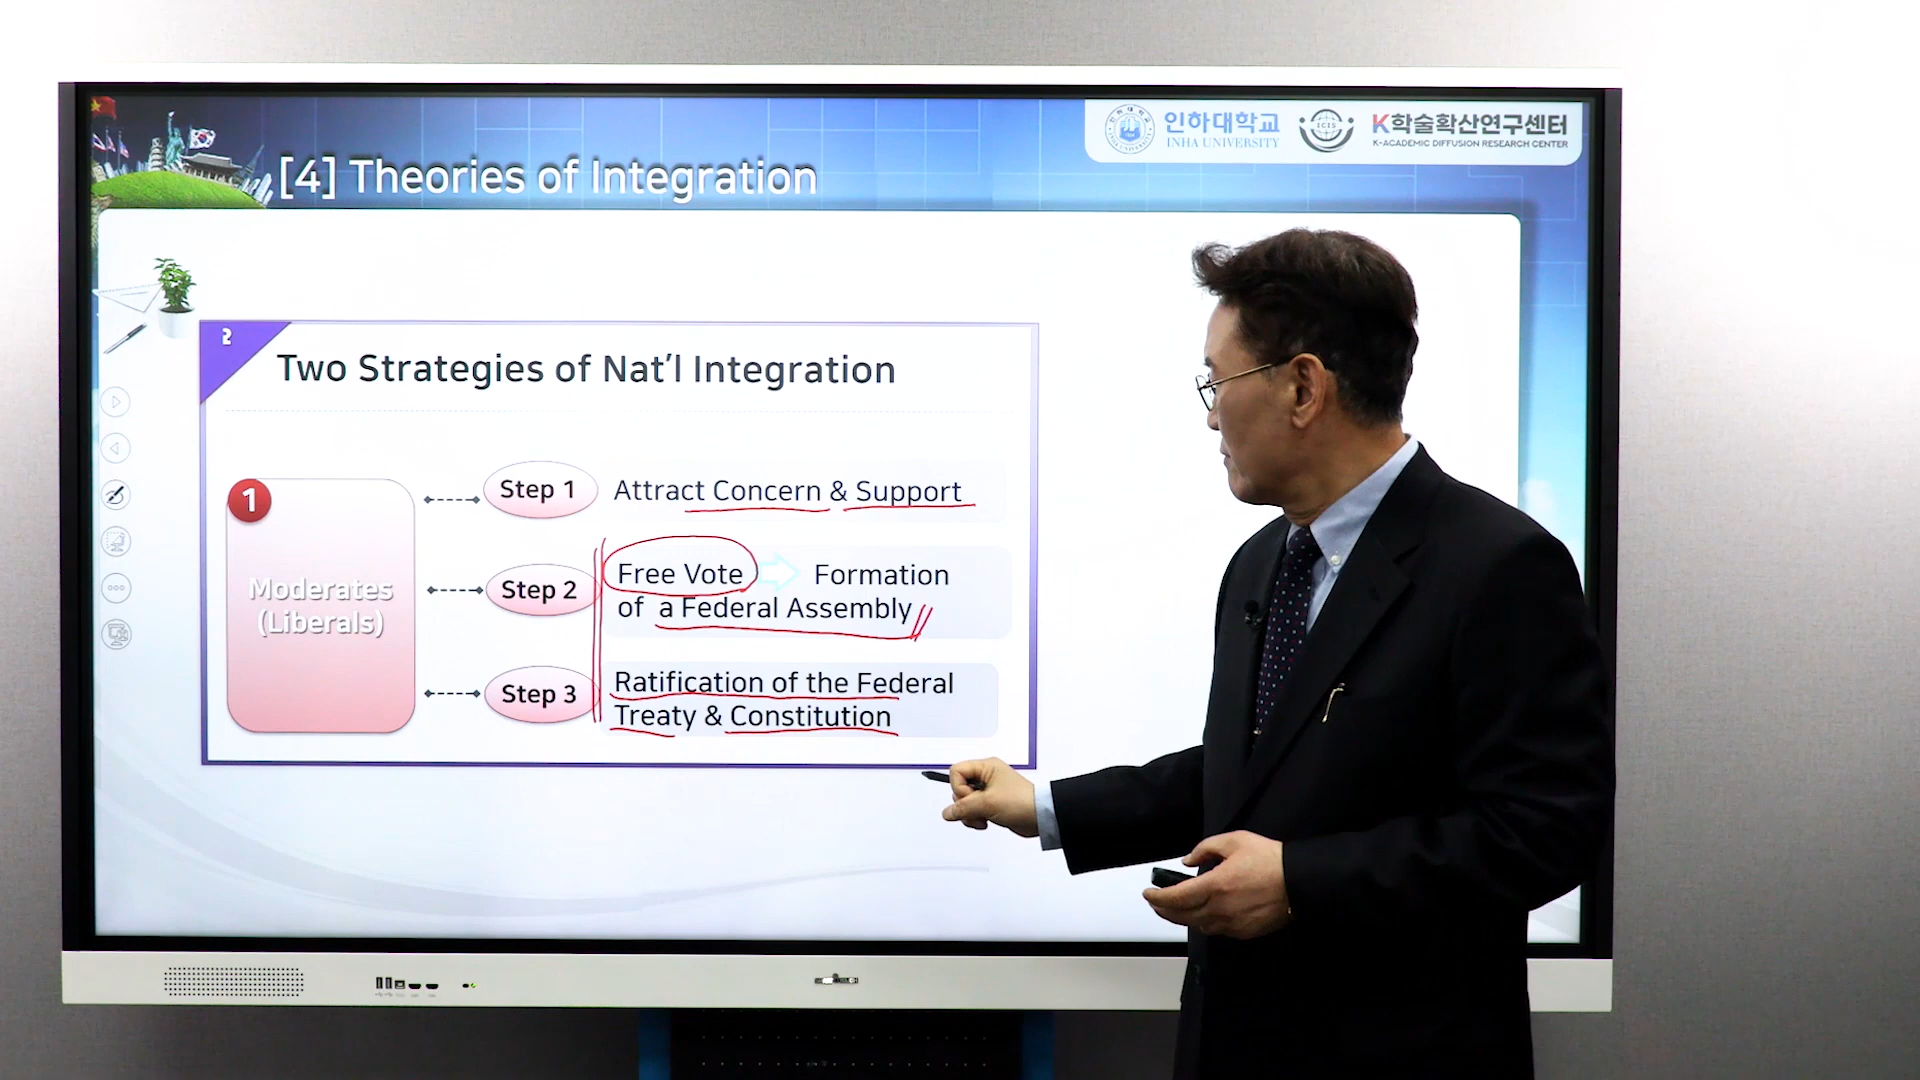 인하대학교
INHA UNIVERSITY
ICIS
K학술확산연구센터
K-ACADEMIC DIFFUSION RESEARCH CENTER
[4] Theories of Integration
2
Two Strategies of Nat'l Integration
1
Moderates
(Liberals)
Step 1
Attract Concern & Support
Step 2
Free Vote Formation
of a Federal Assembly
Step 3
Ratification of the Federal
Treaty & Constitution